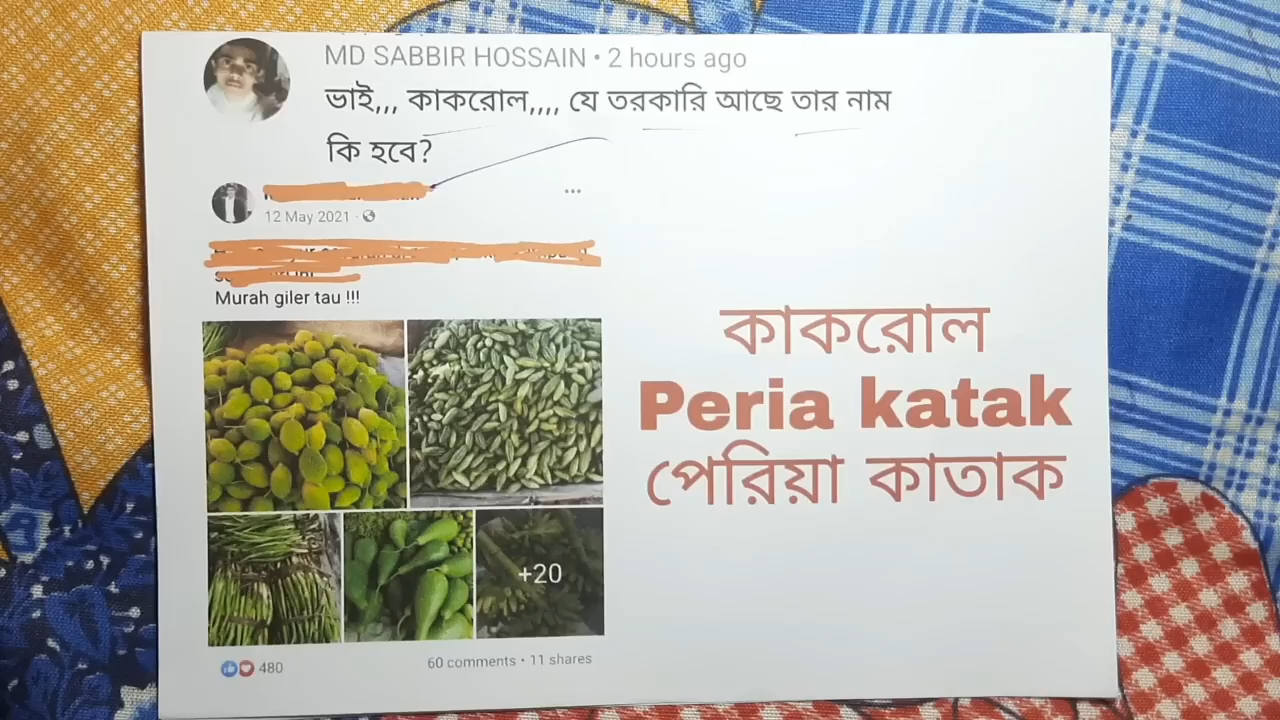 MD SABBIR HOSSAIN • 2 hours ago
ভাই,,, কাকরোল,,,, যে তরকারি আছে তার নাম
কি হবে?
12 May 2021 ·
Murah giler tau !!!
+20
480
60 comments • 11 shares
কাকরোল
Peria katak
পেরিয়া কাতাক